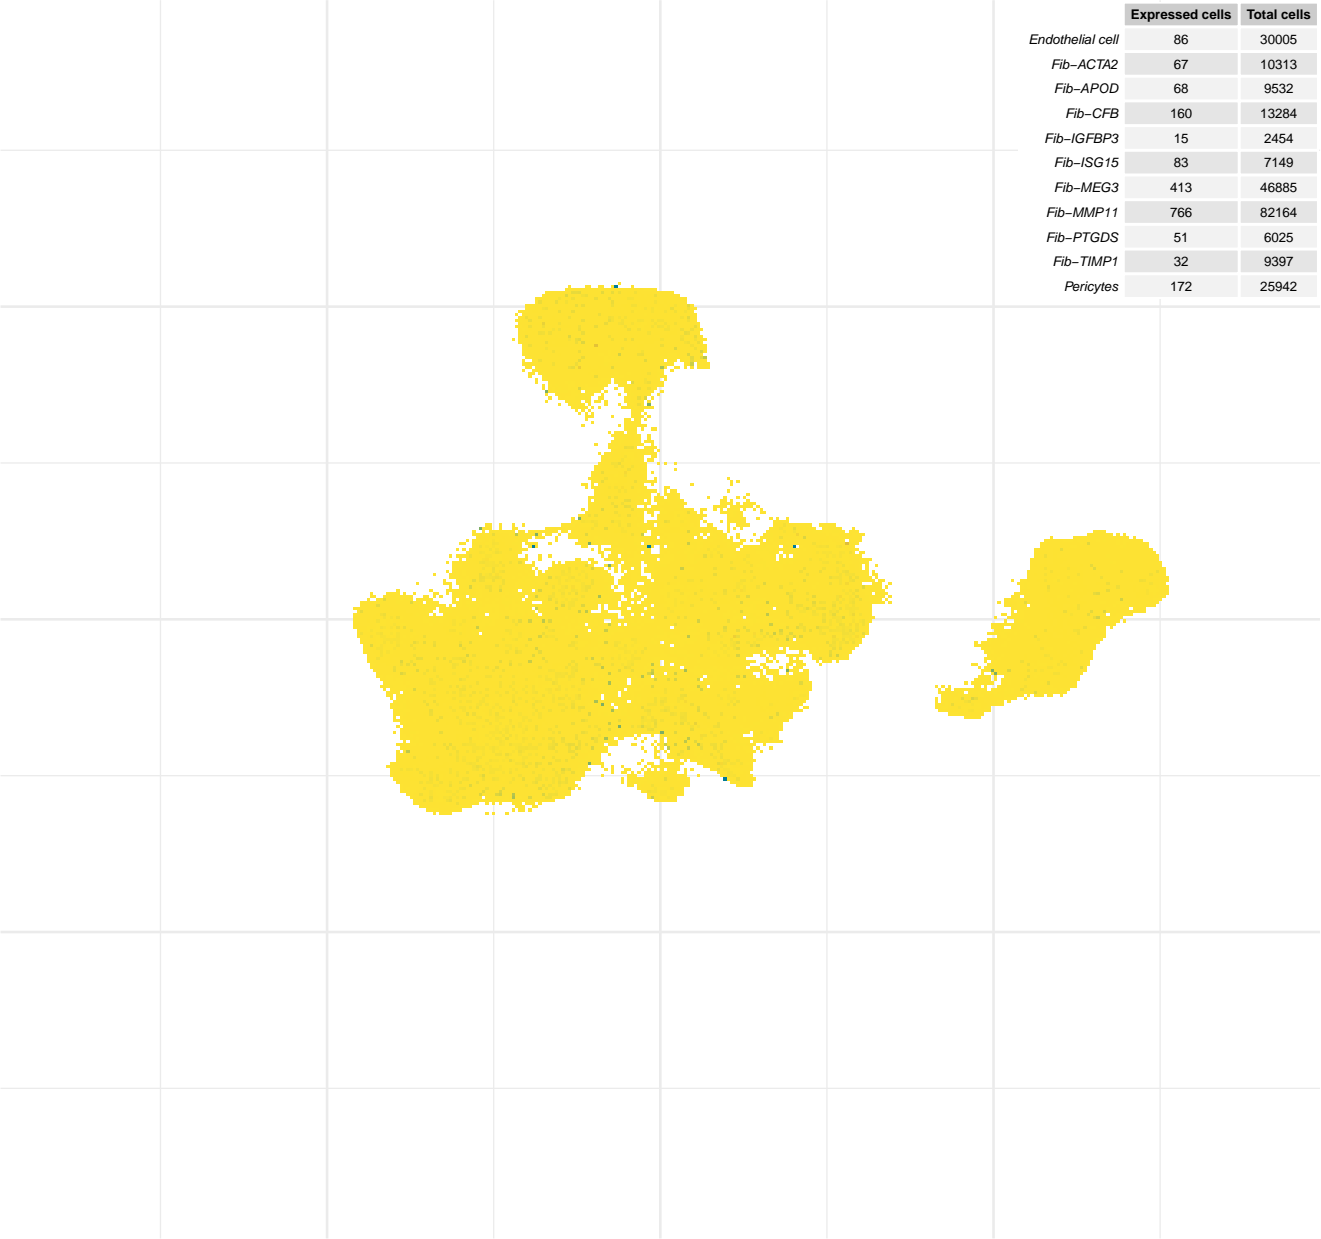 Expressed cells Total cells
Endothelial cell 86 30005
Fib−ACTA2 67 10313
Fib−APOD 68 9532
Fib−CFB 160 13284
Fib−IGFBP3 15 2454
Fib−ISG15 83 7149
Fib−MEG3 413 46885
Fib−MMP11 766 82164
Fib−PTGDS 51 6025
Fib−TIMP1 32 9397
Pericytes 172 25942